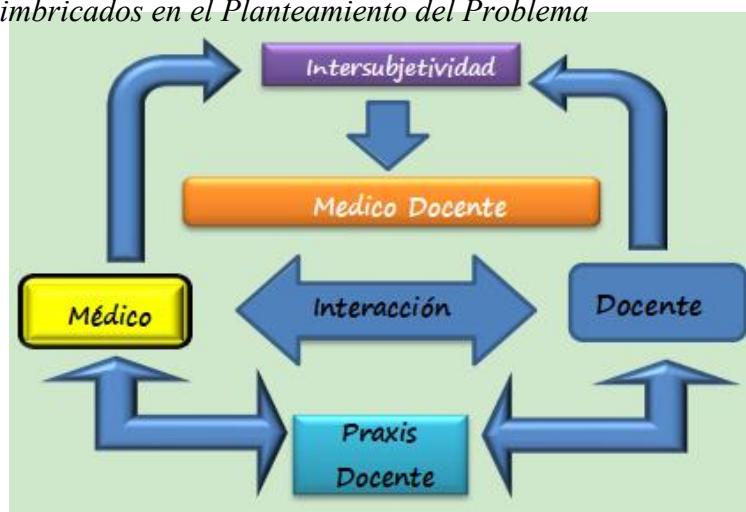 imbricados en el Planteamiento del Problema
Intersubjetividad
Medico Docente
Médico
Interacción
Docente
Praxis
Docente